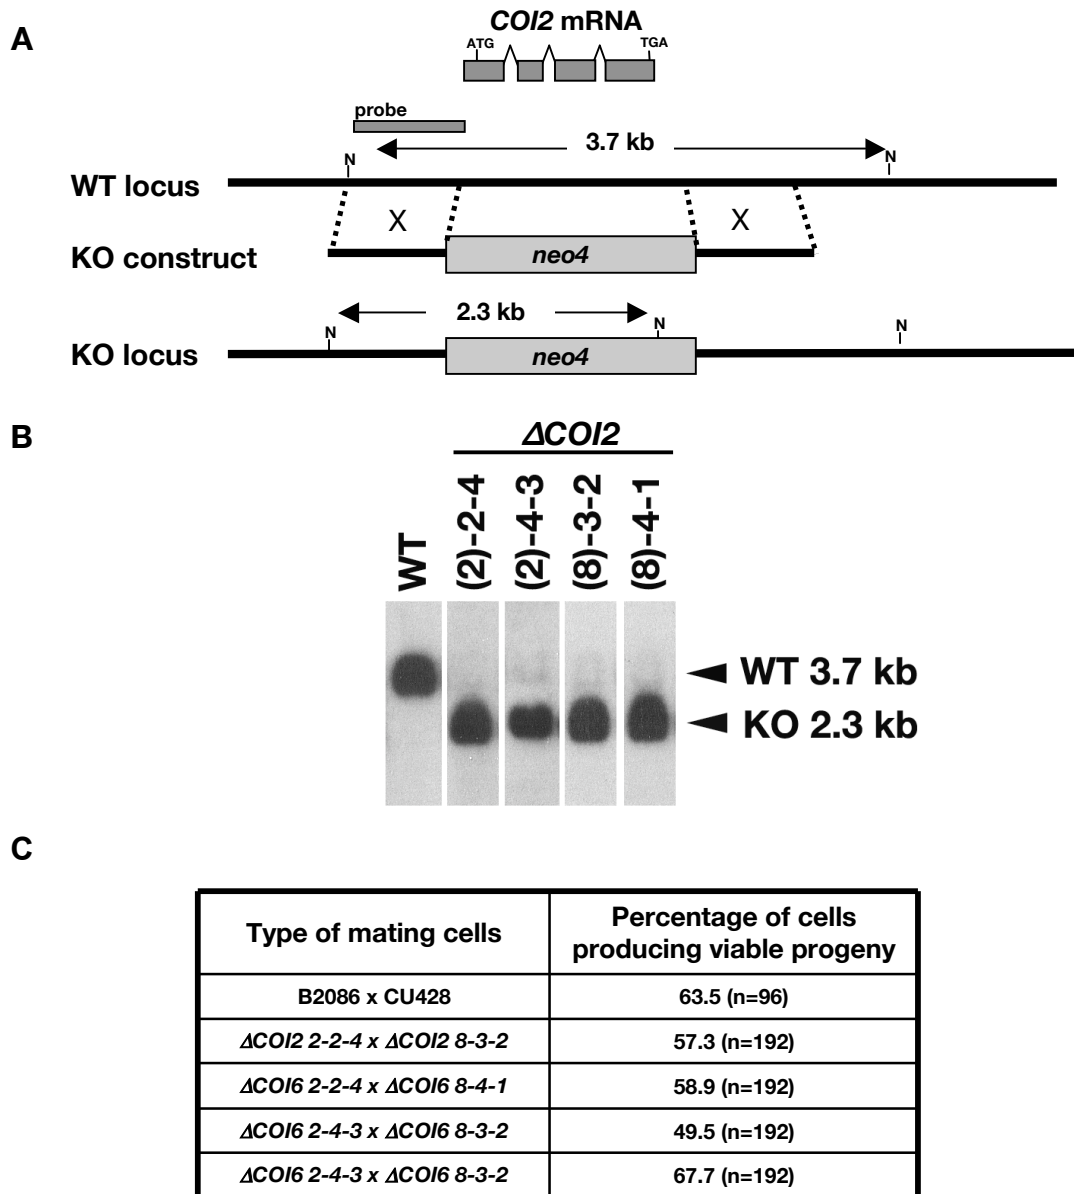 A
COI2 mRNA
ATG
TGA
probe
3.7 kb
N
N
WT locus
X
X
KO construct
neo4
2.3 kb
N
N
N
KO locus
neo4
B
ΔCOI2
WT
(2)-2-4
(2)-4-3
(8)-3-2
(8)-4-1
WT 3.7 kb
KO 2.3 kb
C
Type of mating cells
Percentage of cells
producing viable progeny
B2086 x CU428
63.5 (n=96)
ΔCOI2 2-2-4 x ΔCOI2 8-3-2
57.3 (n=192)
ΔCOI6 2-2-4 x ΔCOI6 8-4-1
58.9 (n=192)
ΔCOI6 2-4-3 x ΔCOI6 8-3-2
49.5 (n=192)
ΔCOI6 2-4-3 x ΔCOI6 8-3-2
67.7 (n=192)